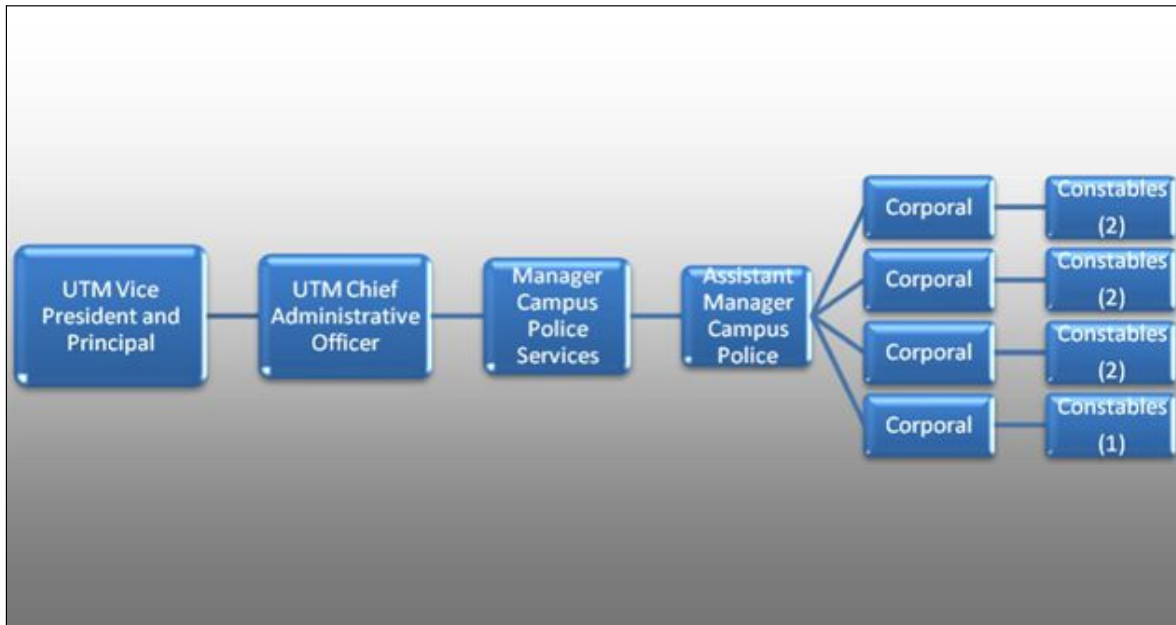 UTM Vice
President and
Principal
UTM Chief
Administrative
Officer
Manager
Campus
Police
Services
Assistant
Manager
Campus
Police
Corporal
Constables
(2)
Corporal
Constables
(2)
Corporal
Constables
(2)
Corporal
Constables
(1)